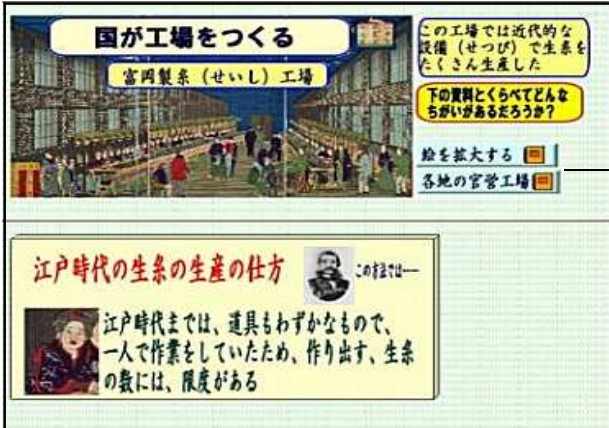 国が工場をつくる
富岡製糸(せいし)工場
この工場では近代的な
設備(せつび)で生糸を
たくさん生産した
下の資料とくらべてどんな
ちがいがあるだろうか?
絵を拡大する
各地の官営工場
江戸時代の生糸の生産の仕方
この方法では……
江戸時代までは、道具もわずかなもので、
一人で作業をしていたため、作り出す、生糸
の数には、限度がある